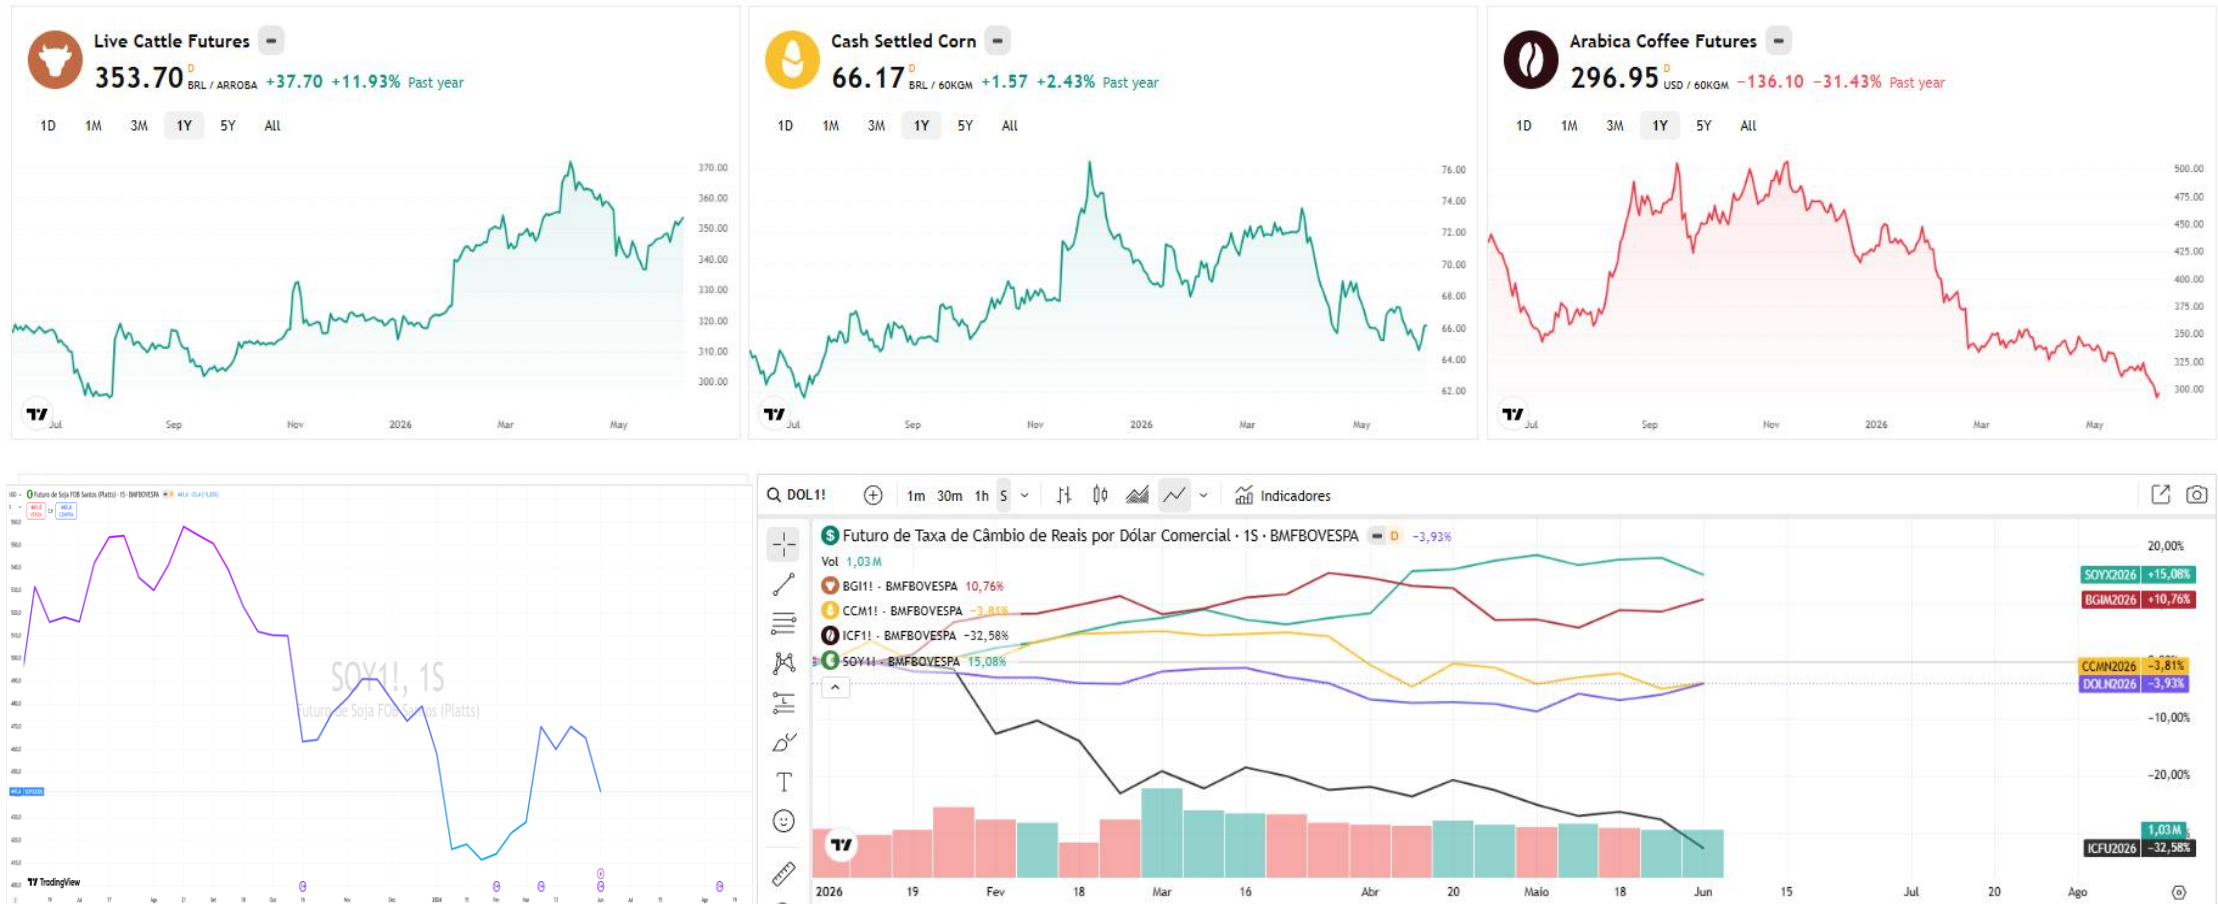 Live Cattle Futures
353.70 D BRL / ARROBA +37.70 +11.93% Past year
1D 1M 3M 1Y 5Y All
370.00
360.00
350.00
340.00
330.00
320.00
310.00
300.00
Jul Sep Nov 2026 Mar May
Cash Settled Corn
66.17 D BRL / 60KGM +1.57 +2.43% Past year
1D 1M 3M 1Y 5Y All
76.00
74.00
72.00
70.00
68.00
66.00
64.00
62.00
Jul Sep Nov 2026 Mar May
Arabica Coffee Futures
296.95 D USD / 60KGM −136.10 −31.43% Past year
1D 1M 3M 1Y 5Y All
500.00
475.00
450.00
425.00
400.00
375.00
350.00
325.00
300.00
Jul Sep Nov 2026 Mar May
Futuro de Soja FOB Santos (Platts) · 1S · BMFBOVESPA
SOY1!, 1S
Futuro de Soja FOB Santos (Platts)
TradingView
DOL1! 1m 30m 1h S Indicadores
Futuro de Taxa de Câmbio de Reais por Dólar Comercial · 1S · BMFBOVESPA D −3,93%
Vol 1,03 M
BGI1! · BMFBOVESPA 10,76%
CCM1! · BMFBOVESPA −3,81%
ICF1! · BMFBOVESPA −32,58%
SOY1! · BMFBOVESPA 15,08%
20,00%
SOYX2026 +15,08%
BGIM2026 +10,76%
CCMN2026 −3,81%
DOLN2026 −3,93%
−10,00%
−20,00%
1,03 M
ICFU2026 −32,58%
2026 19 Fev 18 Mar 16 Abr 20 Maio 18 Jun 15 Jul 20 Ago